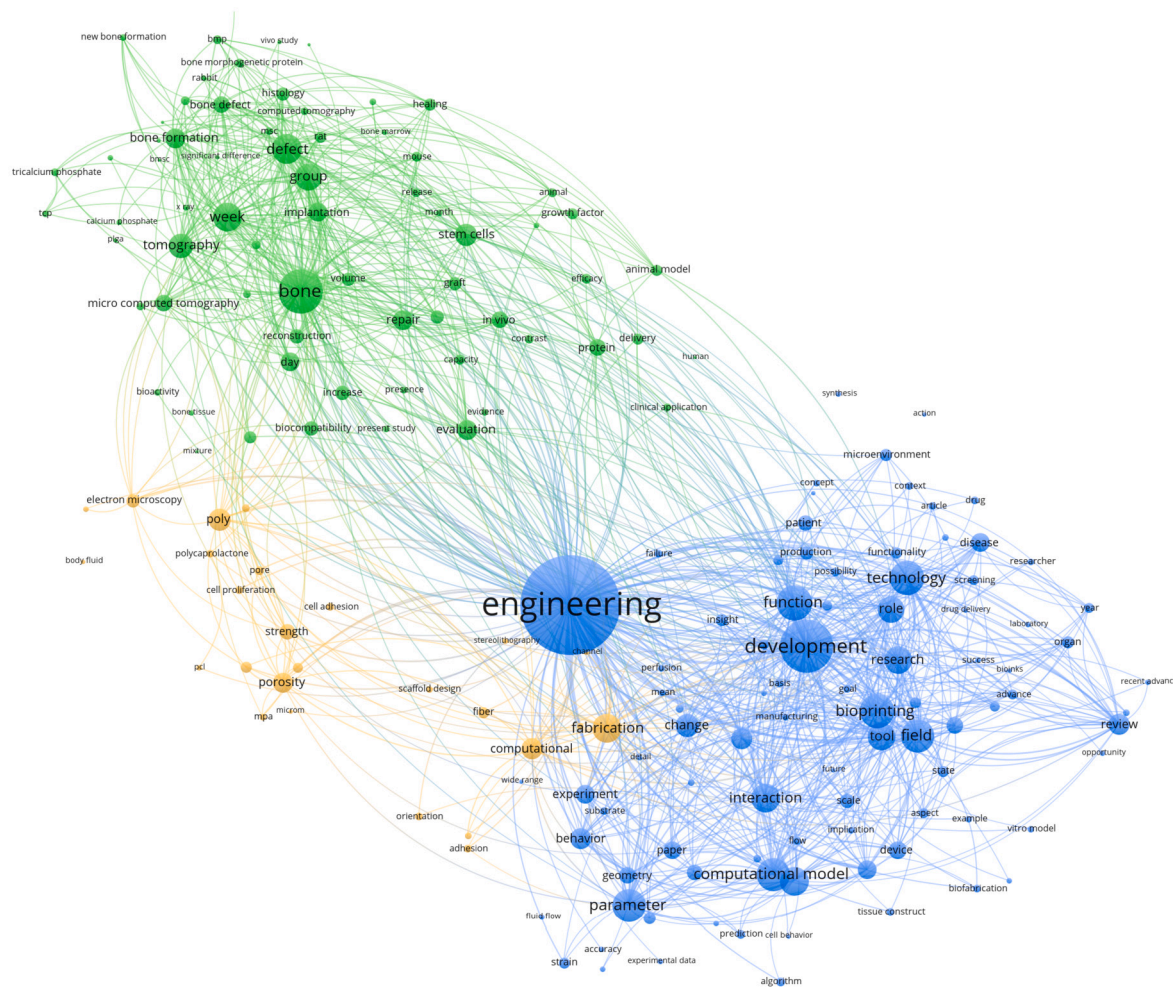 new bone formation
bmp
vivo study
bone morphogenetic protein
rabbit
histology
bone defect
computed tomography
healing
msc
rat
bone marrow
bone formation
defect
bmsc
significant difference
mouse
tricalcium phosphate
group
release
animal
x ray
tcp
week
implantation
month
growth factor
calcium phosphate
stem cells
plga
tomography
animal model
volume
efficacy
bone
graft
micro computed tomography
repair
in vivo
reconstruction
contrast
delivery
protein
day
capacity
human
bioactivity
increase
presence
synthesis
bone tissue
evidence
clinical application
action
biocompatibility
present study
evaluation
mixture
microenvironment
concept
context
electron microscopy
article
drug
poly
patient
disease
polycaprolactone
failure
production
functionality
body fluid
researcher
pore
possibility
technology
screening
cell proliferation
engineering
function
cell adhesion
role
drug delivery
year
insight
laboratory
strength
stereolithography
development
organ
channel
research
success
pcl
perfusion
bioinks
porosity
scaffold design
mean
basis
goal
advance
recent advanc
microm
fiber
bioprinting
mpa
manufacturing
fabrication
change
tool
field
review
computational
detail
opportunity
wide range
future
state
experiment
interaction
scale
orientation
substrate
aspect
example
behavior
implication
vitro model
adhesion
paper
flow
device
geometry
computational model
biofabrication
parameter
fluid flow
tissue construct
prediction
cell behavior
accuracy
strain
experimental data
algorithm